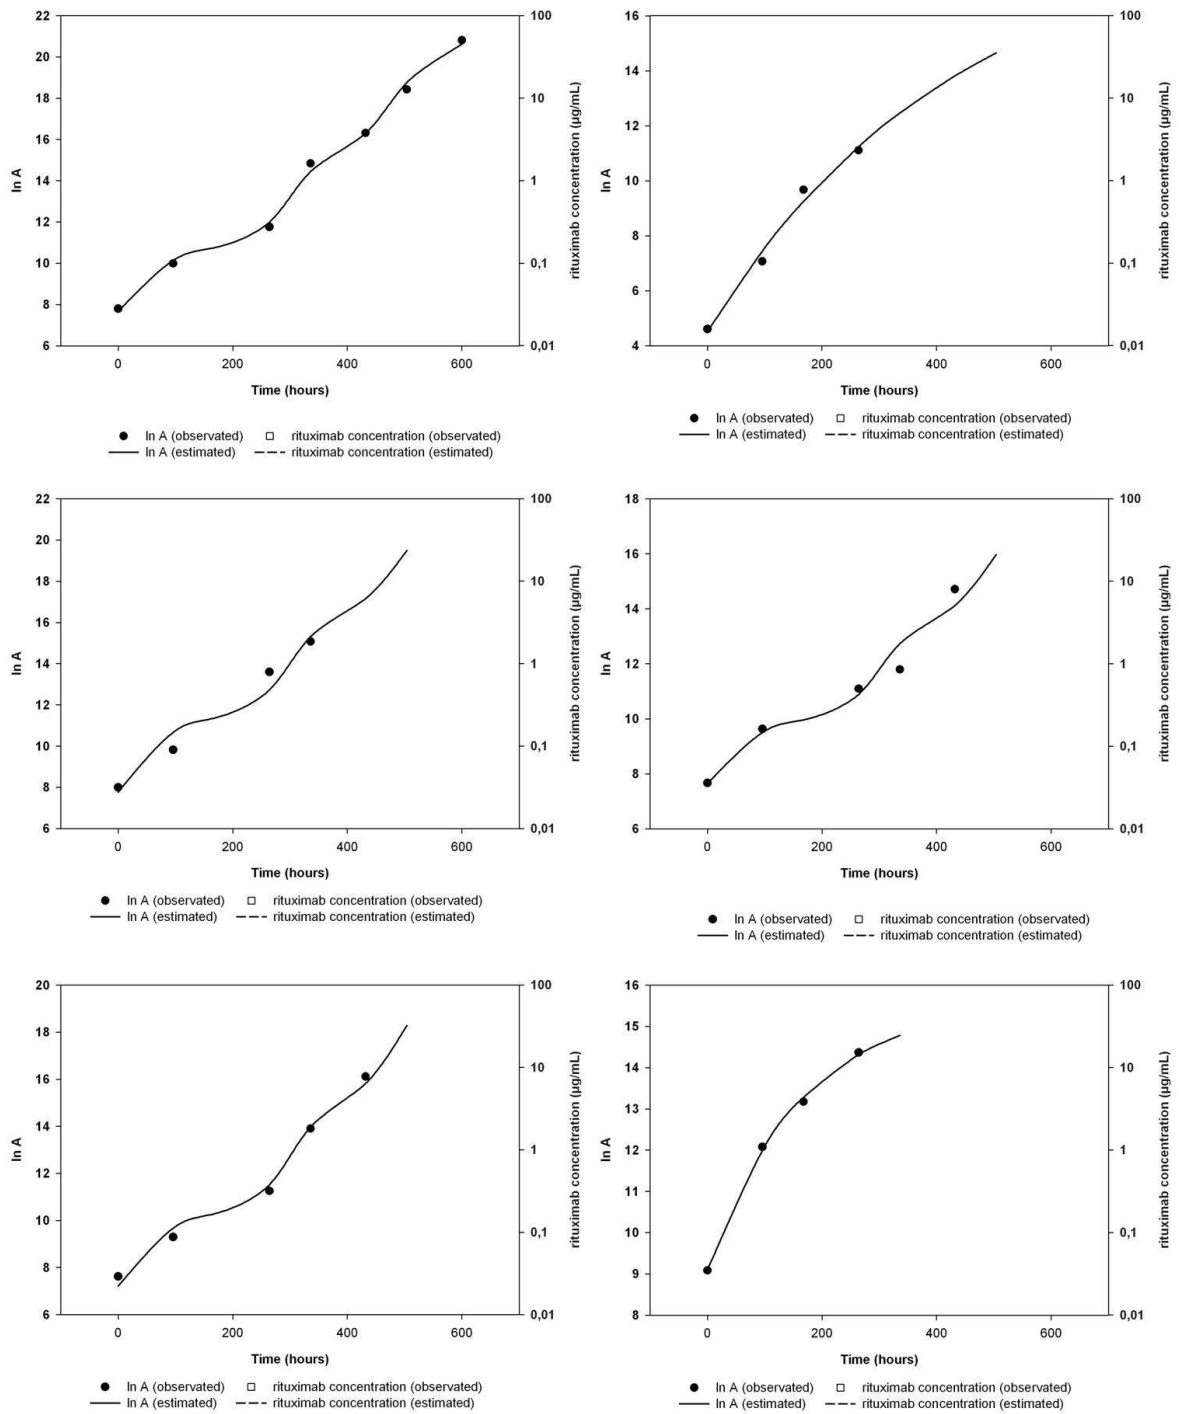 22
20
18
16
14
12
10
8
6
ln A
100
10
1
0,1
0,01
rituximab concentration (µg/mL)
0 200 400 600
Time (hours)
ln A (observated) rituximab concentration (observated)
ln A (estimated) rituximab concentration (estimated)
16
14
12
10
8
6
4
ln A
100
10
1
0,1
0,01
rituximab concentration (µg/mL)
0 200 400 600
Time (hours)
ln A (observated) rituximab concentration (observated)
ln A (estimated) rituximab concentration (estimated)
22
20
18
16
14
12
10
8
6
ln A
100
10
1
0,1
0,01
rituximab concentration (µg/mL)
0 200 400 600
Time (hours)
ln A (observated) rituximab concentration (observated)
ln A (estimated) rituximab concentration (estimated)
18
16
14
12
10
8
6
ln A
100
10
1
0,1
0,01
rituximab concentration (µg/mL)
0 200 400 600
Time (hours)
ln A (observated) rituximab concentration (observated)
ln A (estimated) rituximab concentration (estimated)
20
18
16
14
12
10
8
6
ln A
100
10
1
0,1
0,01
rituximab concentration (µg/mL)
0 200 400 600
Time (hours)
ln A (observated) rituximab concentration (observated)
ln A (estimated) rituximab concentration (estimated)
16
15
14
13
12
11
10
9
8
ln A
100
10
1
0,1
0,01
rituximab concentration (µg/mL)
0 200 400 600
Time (hours)
ln A (observated) rituximab concentration (observated)
ln A (estimated) rituximab concentration (estimated)